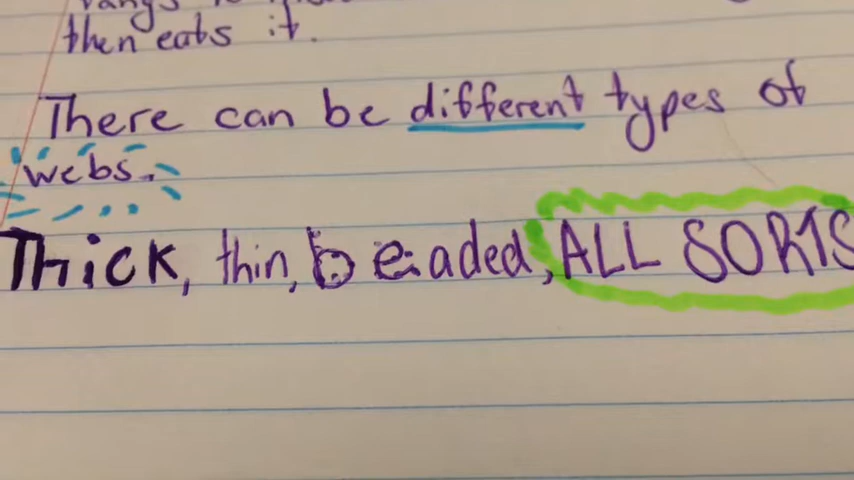 then eats it.
There can be different types of
webs.
Thick, thin, beaded, ALL SORTS